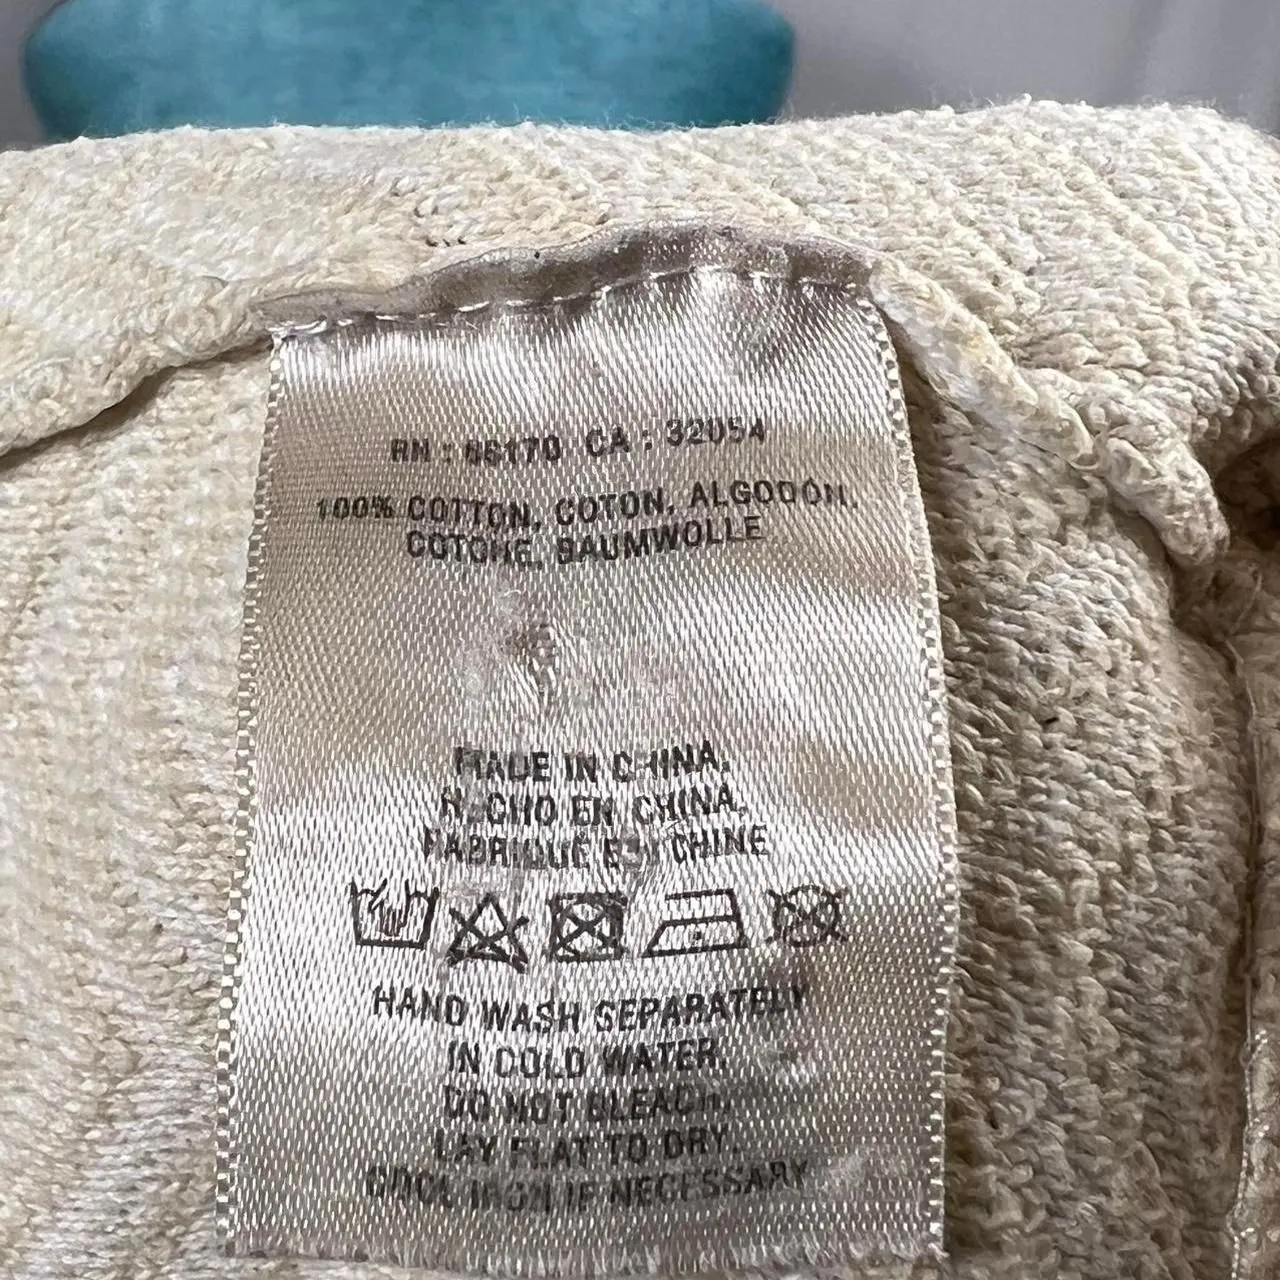 RN : 66170 CA : 32054
100% COTTON, COTON, ALGODÓN,
COTONE, BAUMWOLLE
MADE IN CHINA,
HECHO EN CHINA,
FABRIQUE EN CHINE
HAND WASH SEPARATELY
IN COLD WATER,
DO NOT BLEACH,
LAY FLAT TO DRY,
COOL IRON IF NECESSARY